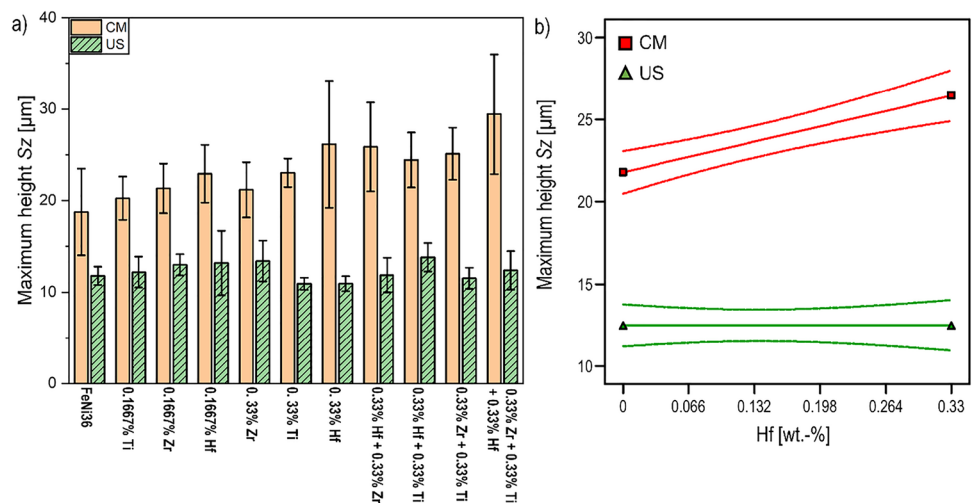 a)
CM
US
Maximum height Sz [µm]
40
30
20
10
0
FeNi36
0.1667% Ti
0.1667% Zr
0.1667% Hf
0. 33% Zr
0. 33% Ti
0. 33% Hf
0.33% Hf + 0.33% Zr
0.33% Hf + 0.33% Ti
0.33% Zr + 0.33% Ti
0.33% Zr + 0.33% Ti
+ 0.33% Hf
b)
CM
US
Maximum height Sz [µm]
30
25
20
15
10
0
0.066
0.132
0.198
0.264
0.33
Hf [wt.-%]